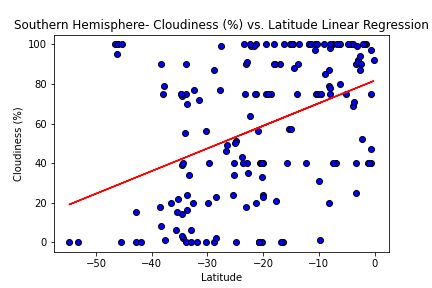 Southern Hemisphere- Cloudiness (%) vs. Latitude Linear Regression
100
80
60
40
20
0
Cloudiness (%)
−50 −40 −30 −20 −10 0
Latitude